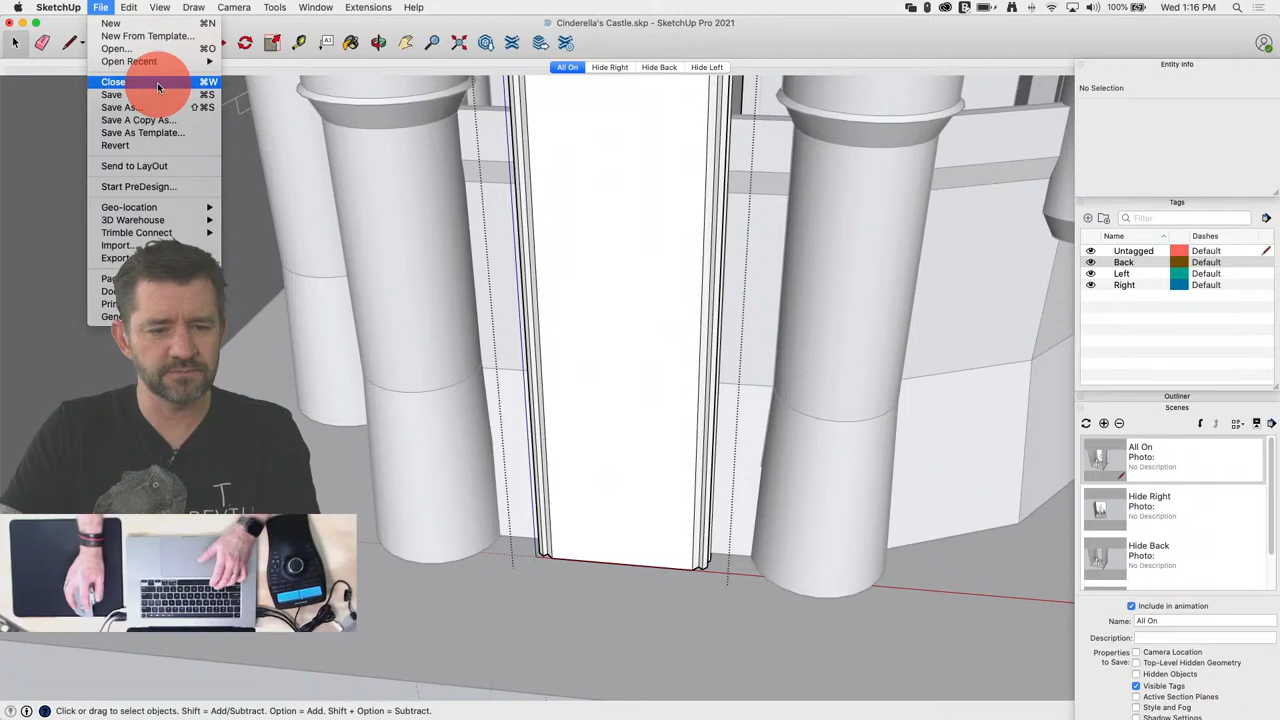 SketchUp File Edit View Draw Camera Tools Window Extensions Help
100% Wed 1:16 PM
Cinderella's Castle.skp - SketchUp Pro 2021
New ⌘N
New From Template...
Open... ⌘O
Open Recent
Close ⌘W
Save ⌘S
Save As... ⇧⌘S
Save A Copy As...
Save As Template...
Revert
Send to LayOut
Start PreDesign...
Geo-location
3D Warehouse
Trimble Connect
Import...
All On Hide Right Hide Back Hide Left
Entity Info
No Selection
Tags
Filter
Name Dashes
Untagged Default
Back Default
Left Default
Right Default
Outliner
Scenes
All On
Photo:
No Description
Hide Right
Photo:
No Description
Hide Back
Photo:
No Description
Include in animation
Name: All On
Description:
Properties to Save:
Camera Location
Top-Level Hidden Geometry
Hidden Objects
Visible Tags
Active Section Planes
Style and Fog
Shadow Settings
Click or drag to select objects. Shift = Add/Subtract. Option = Add. Shift + Option = Subtract.